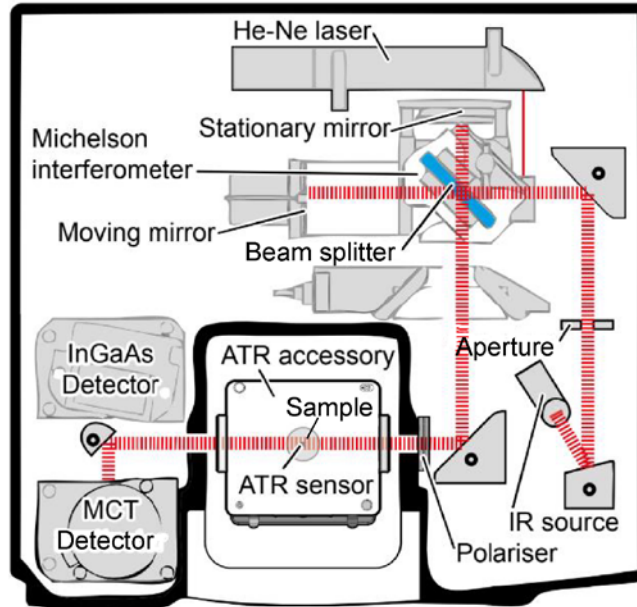 He-Ne laser
Stationary mirror
Michelson
interferometer
Moving mirror
Beam splitter
Aperture
InGaAs
Detector
ATR accessory
Sample
ATR sensor
MCT
Detector
IR source
Polariser